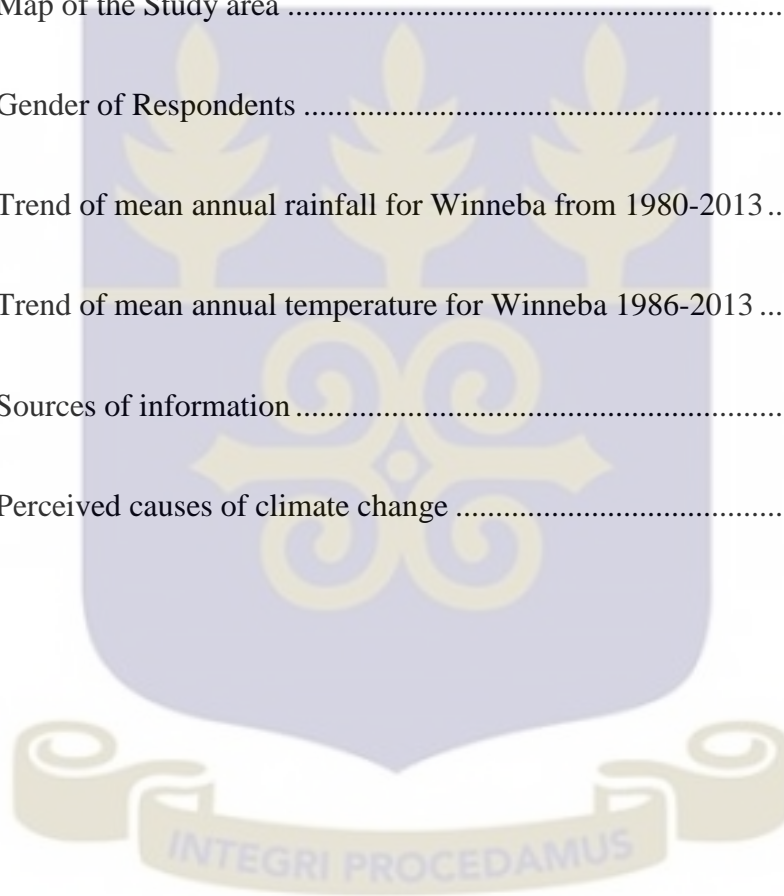 Map of the Study area ..............................................................................
Gender of Respondents ...........................................................................
Trend of mean annual rainfall for Winneba from 1980-2013 ..
Trend of mean annual temperature for Winneba 1986-2013 ...
Sources of information ............................................................................
Perceived causes of climate change ......................................................
INTEGRI PROCEDAMUS